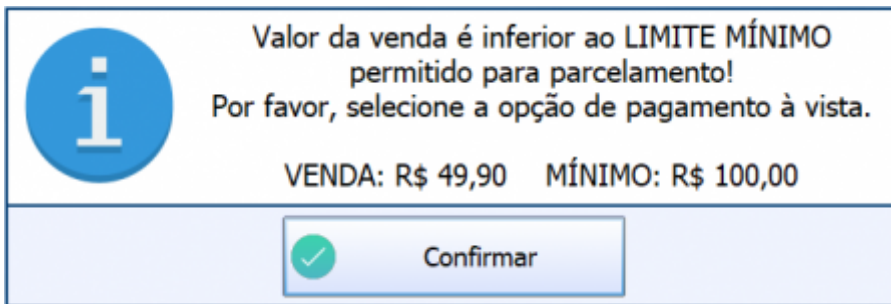 Valor da venda é inferior ao LIMITE MÍNIMO
permitido para parcelamento!
Por favor, selecione a opção de pagamento à vista.
VENDA: R$ 49,90 MÍNIMO: R$ 100,00
Confirmar